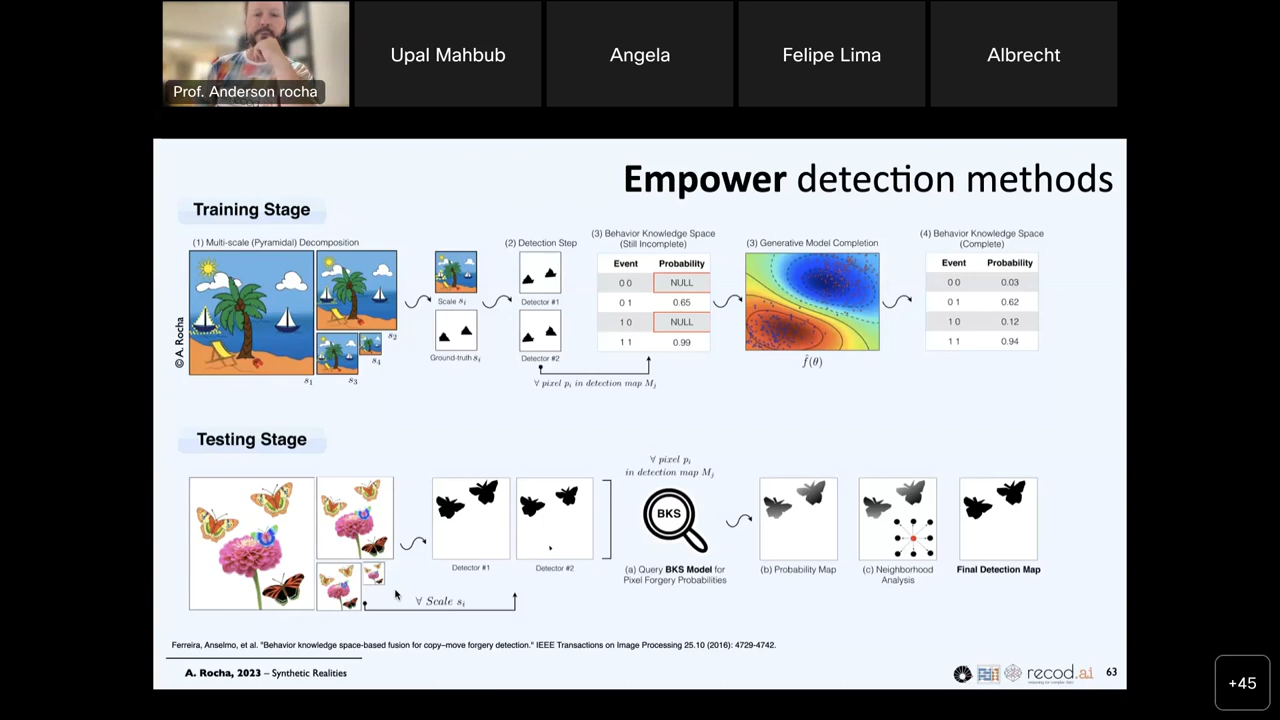 Prof. Anderson rocha
Upal Mahbub
Angela
Felipe Lima
Albrecht
Empower detection methods
Training Stage
(1) Multi-scale (Pyramidal) Decomposition
© A. Rocha
s1
s2
s3
s4
Scale si
Ground-truth si
(2) Detection Step
Detector #1
Detector #2
∀ pixel pi in detection map Mj
(3) Behavior Knowledge Space
(Still Incomplete)
Event Probability
0 0 NULL
0 1 0.65
1 0 NULL
1 1 0.99
(3) Generative Model Completion
f̂(θ)
(4) Behavior Knowledge Space
(Complete)
Event Probability
0 0 0.03
0 1 0.62
1 0 0.12
1 1 0.94
Testing Stage
∀ Scale si
Detector #1
Detector #2
∀ pixel pi
in detection map Mj
BKS
(a) Query BKS Model for
Pixel Forgery Probabilities
(b) Probability Map
(c) Neighborhood
Analysis
Final Detection Map
Ferreira, Anselmo, et al. "Behavior knowledge space-based fusion for copy–move forgery detection." IEEE Transactions on Image Processing 25.10 (2016): 4729-4742.
A. Rocha, 2023 – Synthetic Realities
recod.ai
63
+45